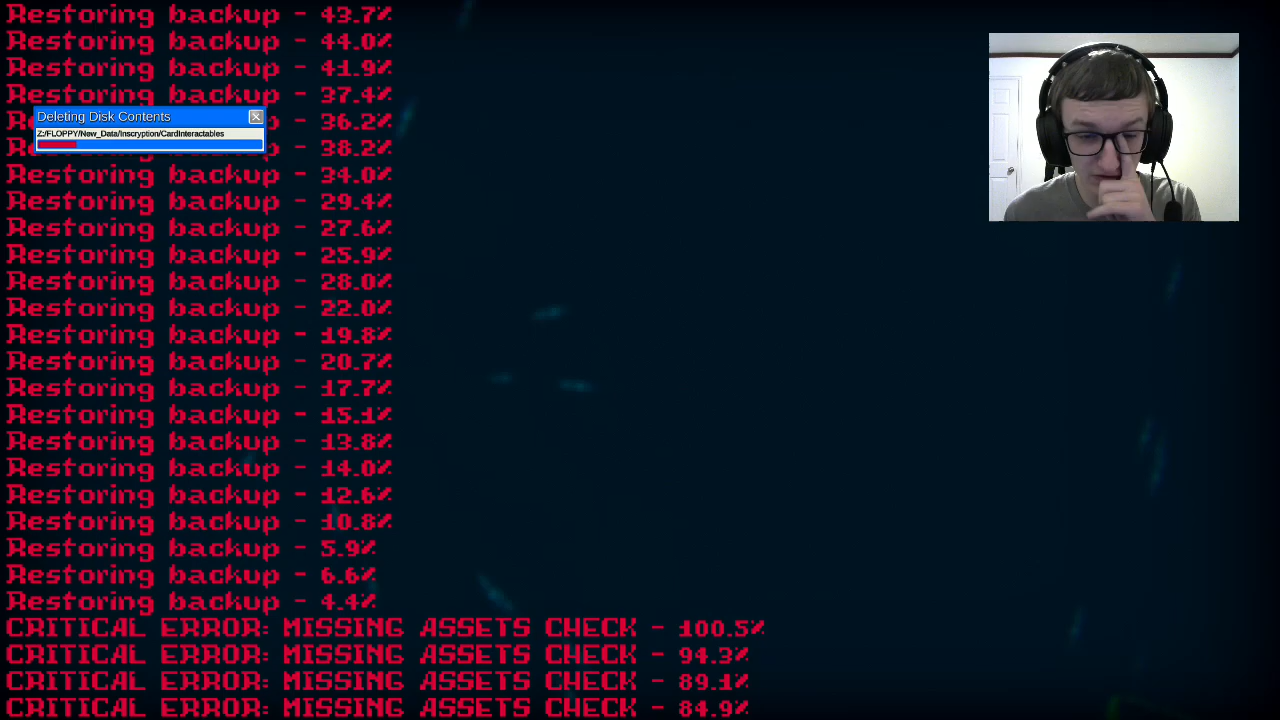 Restoring backup - 43.7%
Restoring backup - 44.0%
Restoring backup - 41.9%
Restoring backup - 37.4%
Deleting Disk Contents
Z:/FLOPPY/New_Data/Inscryption/CardInteractables
backup - 36.2%
backup - 38.2%
Restoring backup - 34.0%
Restoring backup - 29.4%
Restoring backup - 27.6%
Restoring backup - 25.9%
Restoring backup - 28.0%
Restoring backup - 22.0%
Restoring backup - 19.8%
Restoring backup - 20.7%
Restoring backup - 17.7%
Restoring backup - 15.1%
Restoring backup - 13.8%
Restoring backup - 14.0%
Restoring backup - 12.6%
Restoring backup - 10.8%
Restoring backup - 5.9%
Restoring backup - 6.6%
Restoring backup - 4.4%
CRITICAL ERROR: MISSING ASSETS CHECK - 100.5%
CRITICAL ERROR: MISSING ASSETS CHECK - 94.3%
CRITICAL ERROR: MISSING ASSETS CHECK - 89.1%
CRITICAL ERROR: MISSING ASSETS CHECK - 84.9%